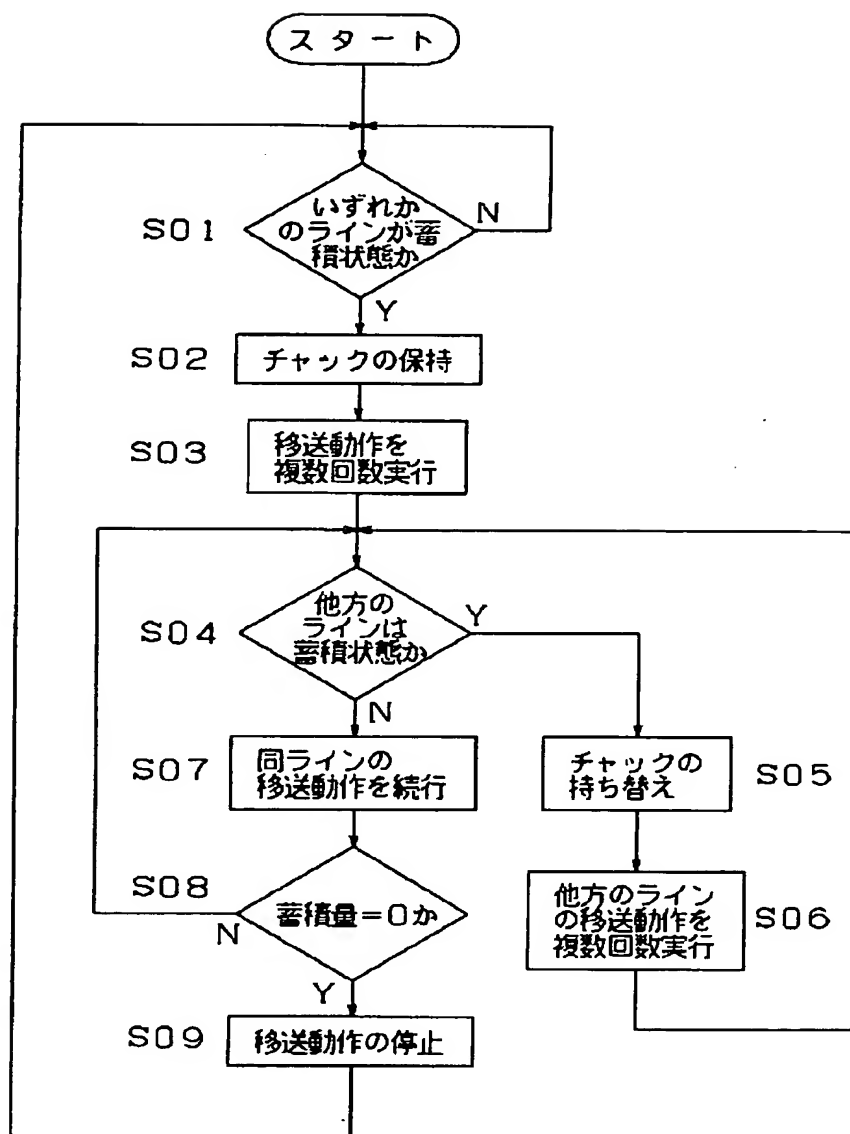 スタート
S01
いずれか
のラインが蓄
積状態か
N
Y
S02
チャックの保持
S03
移送動作を
複数回数実行
S04
他方の
ラインは
蓄積状態か
Y
N
S07
同ラインの
移送動作を続行
チャックの
持ち替え
S05
S08
蓄積量=0か
N
Y
他方のライン
の移送動作を
複数回数実行
S06
S09
移送動作の停止